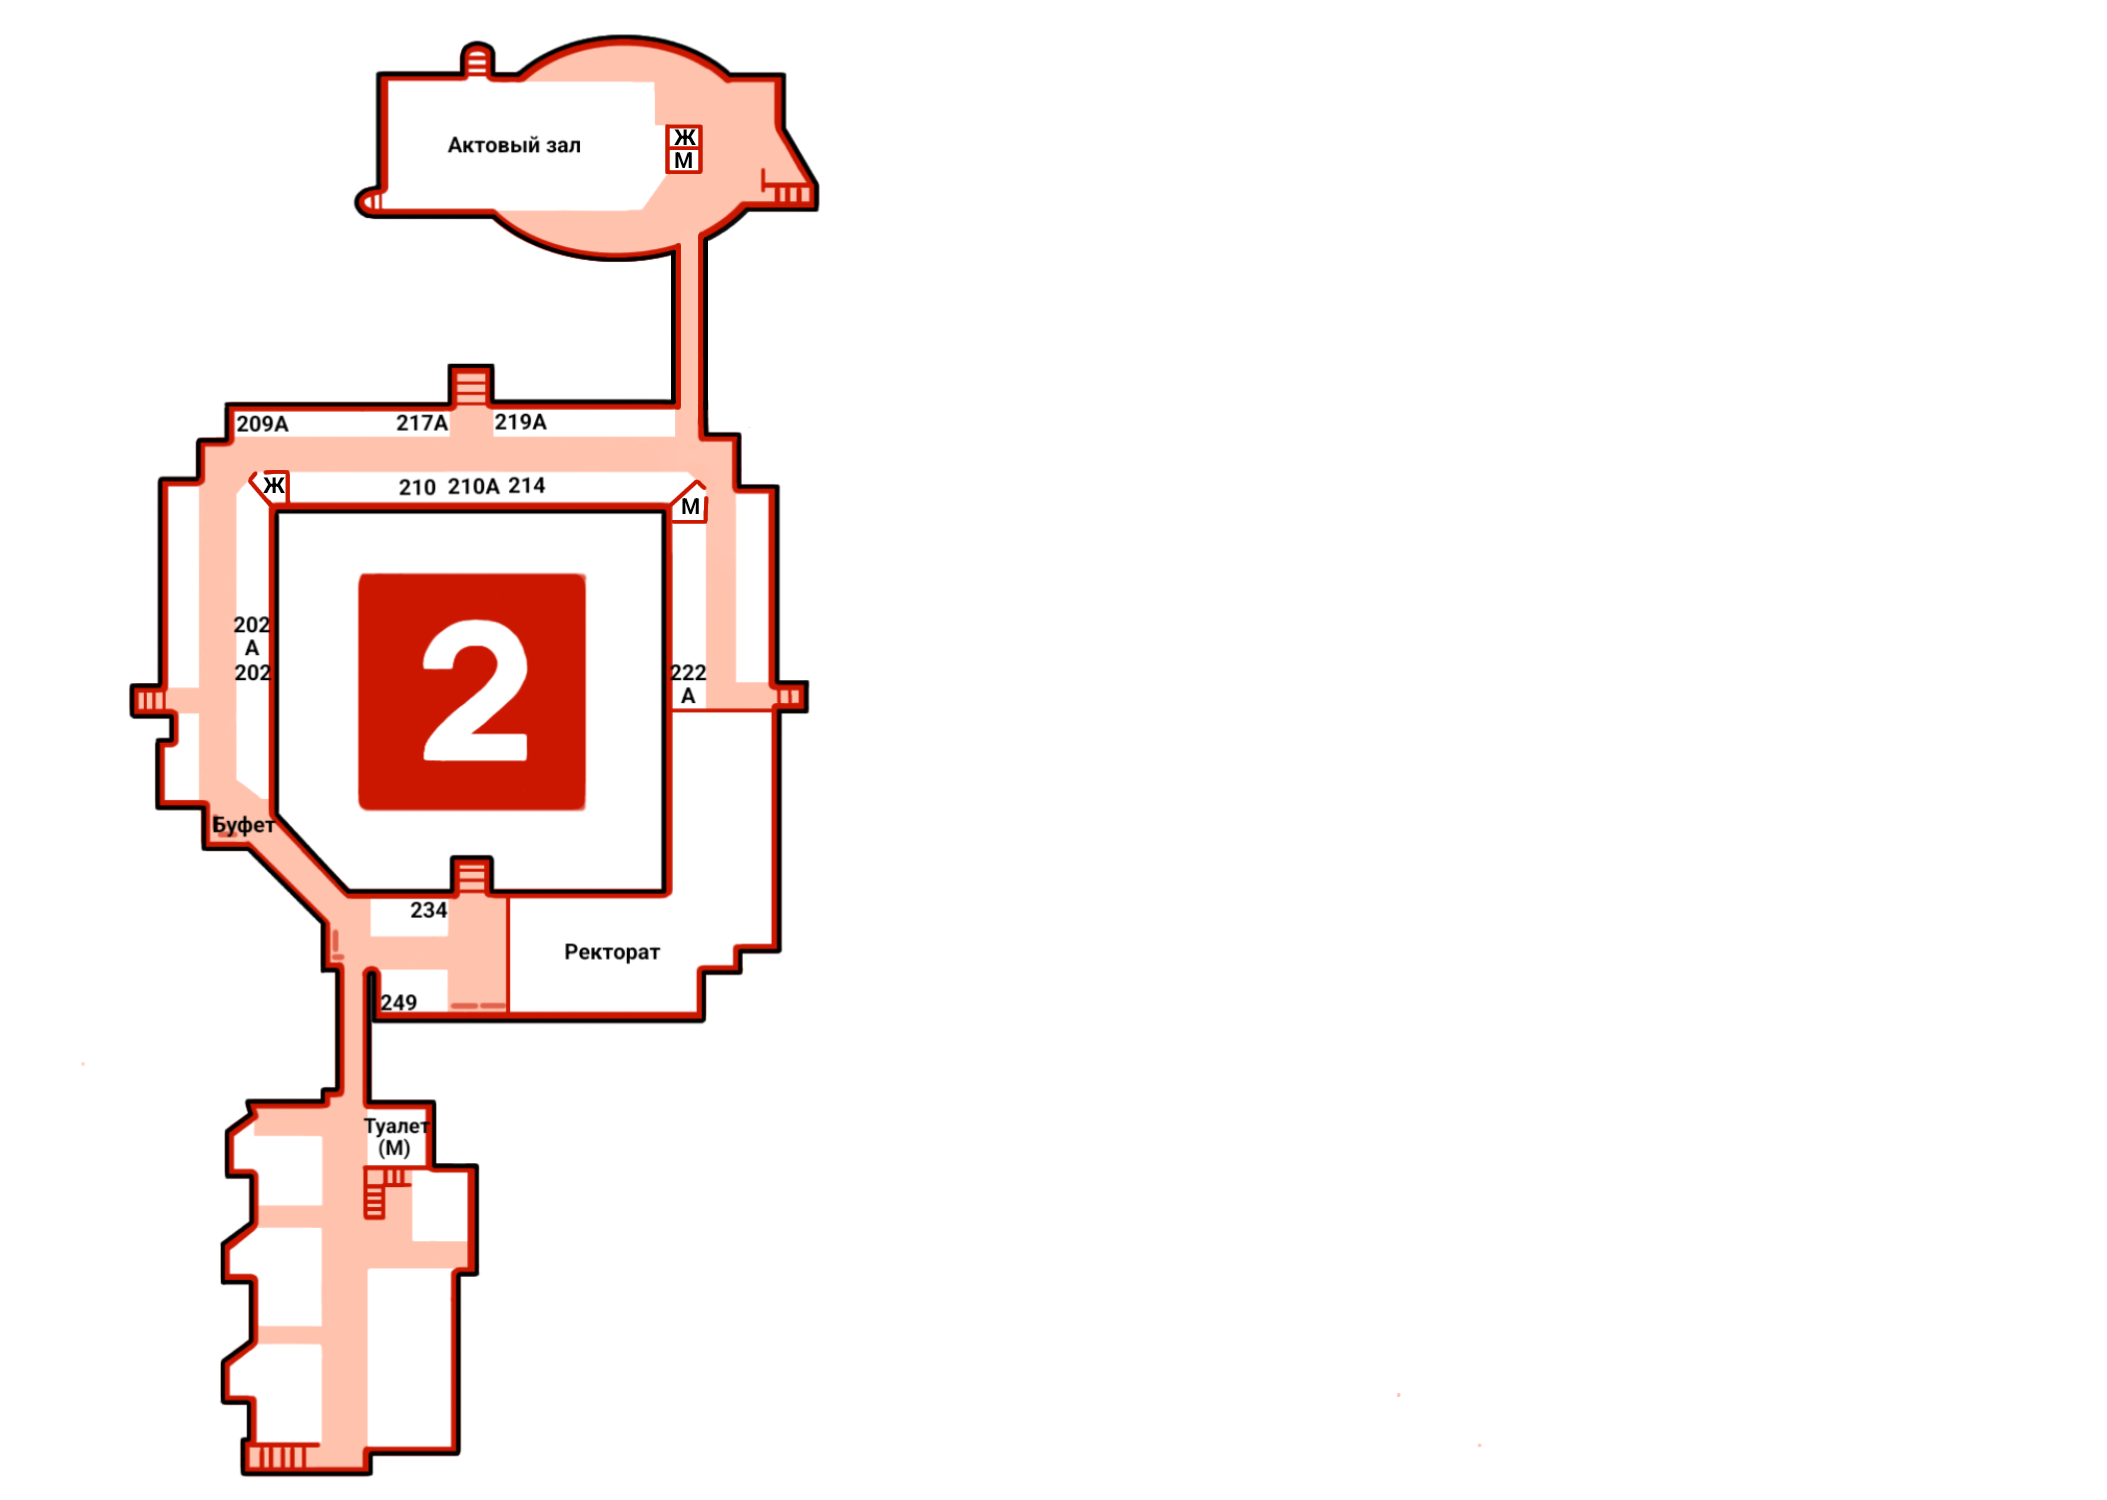 Актовый зал
Ж
М
209А
217А
219А
Ж
210
210А
214
М
202
А
202
2
222
А
Буфет
234
Ректорат
249
Туалет
(М)